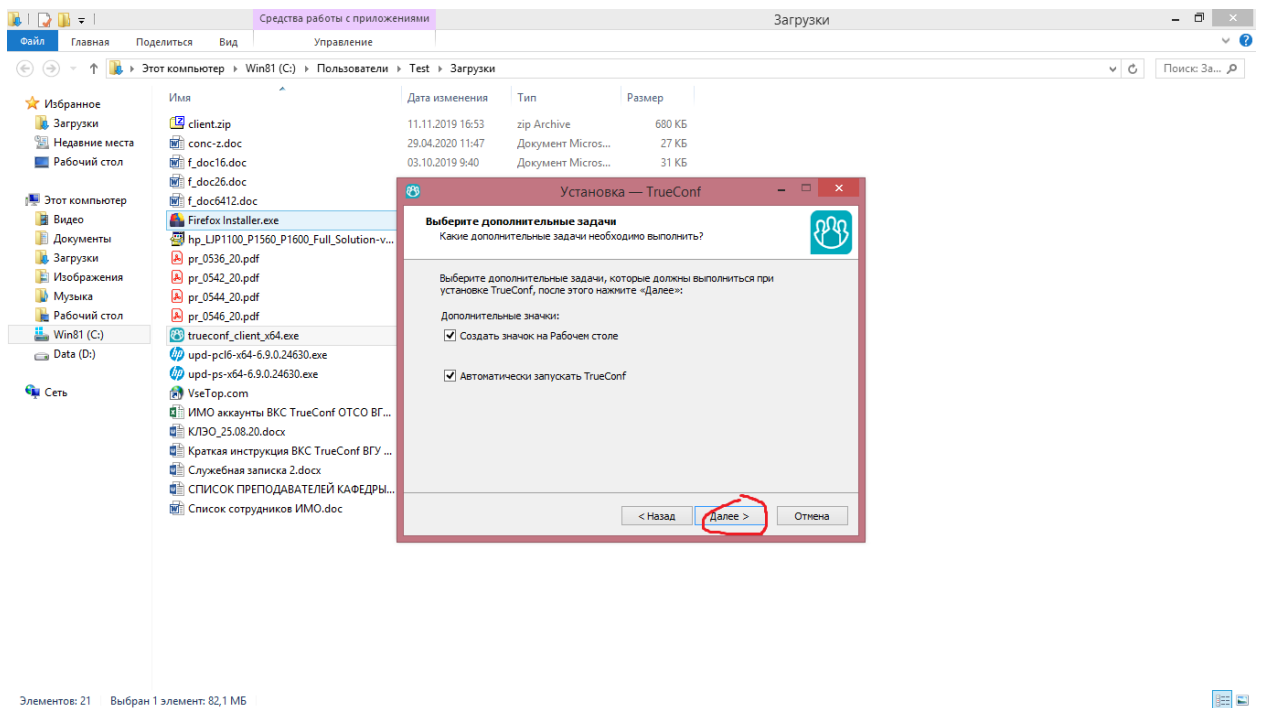 Средства работы с приложениями
Загрузки
Файл Главная Поделиться Вид Управление
Этот компьютер Win81 (C:) Пользователи Test Загрузки
Поиск: За...
Избранное
Загрузки
Недавние места
Рабочий стол
Этот компьютер
Видео
Документы
Загрузки
Изображения
Музыка
Рабочий стол
Win81 (C:)
Data (D:)
Сеть
Имя Дата изменения Тип Размер
client.zip 11.11.2019 16:53 zip Archive 680 КБ
conc-z.doc 29.04.2020 11:47 Документ Micros... 27 КБ
f_doc16.doc 03.10.2019 9:40 Документ Micros... 31 КБ
f_doc26.doc
f_doc6412.doc
Firefox Installer.exe
hp_LJP1100_P1560_P1600_Full_Solution-v...
pr_0536_20.pdf
pr_0542_20.pdf
pr_0544_20.pdf
pr_0546_20.pdf
trueconf_client_x64.exe
upd-pcl6-x64-6.9.0.24630.exe
upd-ps-x64-6.9.0.24630.exe
VseTop.com
ИМО аккаунты ВКС TrueConf ОТСО ВГ...
КЛЭО_25.08.20.docx
Краткая инструкция ВКС TrueConf ВГУ ...
Служебная записка 2.docx
СПИСОК ПРЕПОДАВАТЕЛЕЙ КАФЕДРЫ...
Список сотрудников ИМО.doc
Установка — TrueConf
Выберите дополнительные задачи
Какие дополнительные задачи необходимо выполнить?
Выберите дополнительные задачи, которые должны выполниться при
установке TrueConf, после этого нажмите «Далее»:
Дополнительные значки:
Создать значок на Рабочем столе
Автоматически запускать TrueConf
< Назад Далее > Отмена
Элементов: 21 Выбран 1 элемент: 82,1 МБ